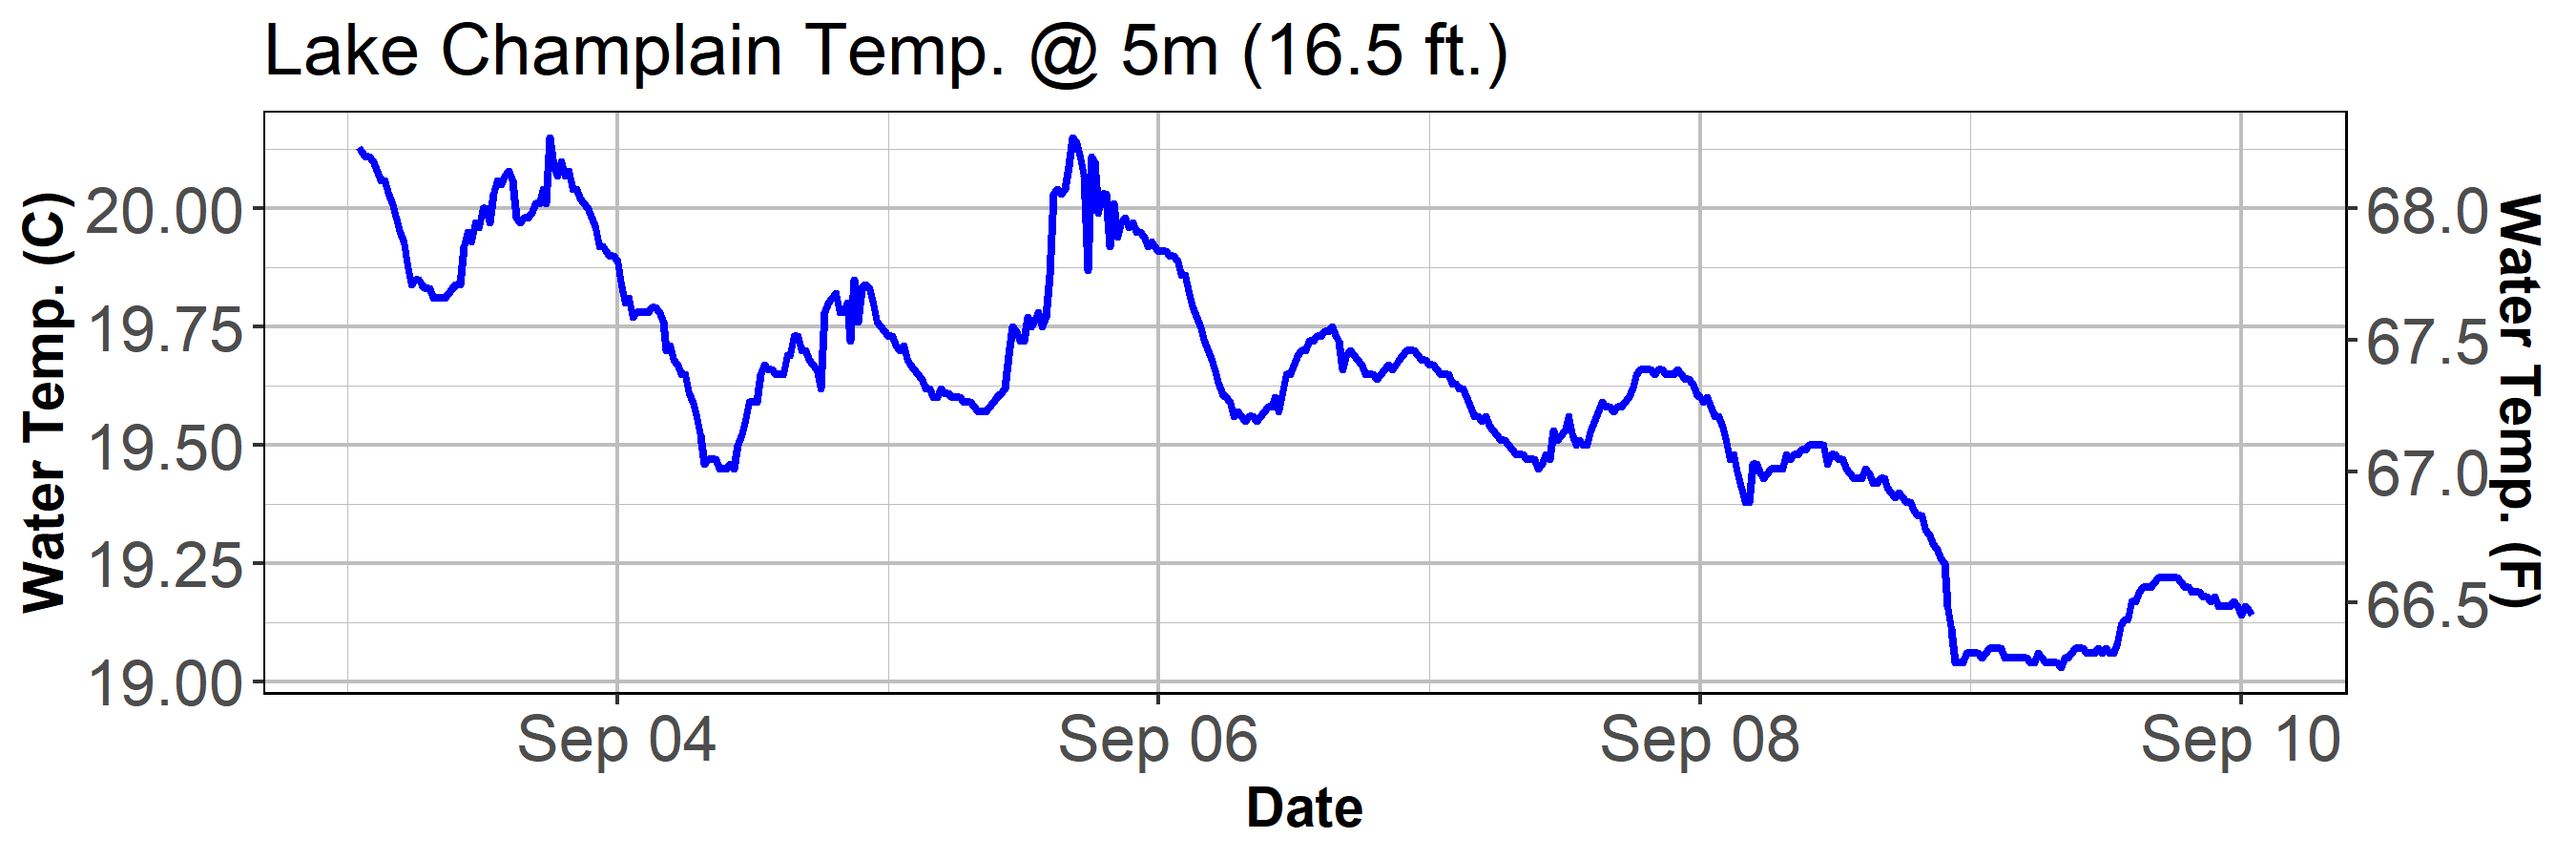 Lake Champlain Temp. @ 5m (16.5 ft.)
Water Temp. (C)
20.00
19.75
19.50
19.25
19.00
68.0
67.5
67.0
66.5
Water Temp. (F)
Sep 04
Sep 06
Sep 08
Sep 10
Date